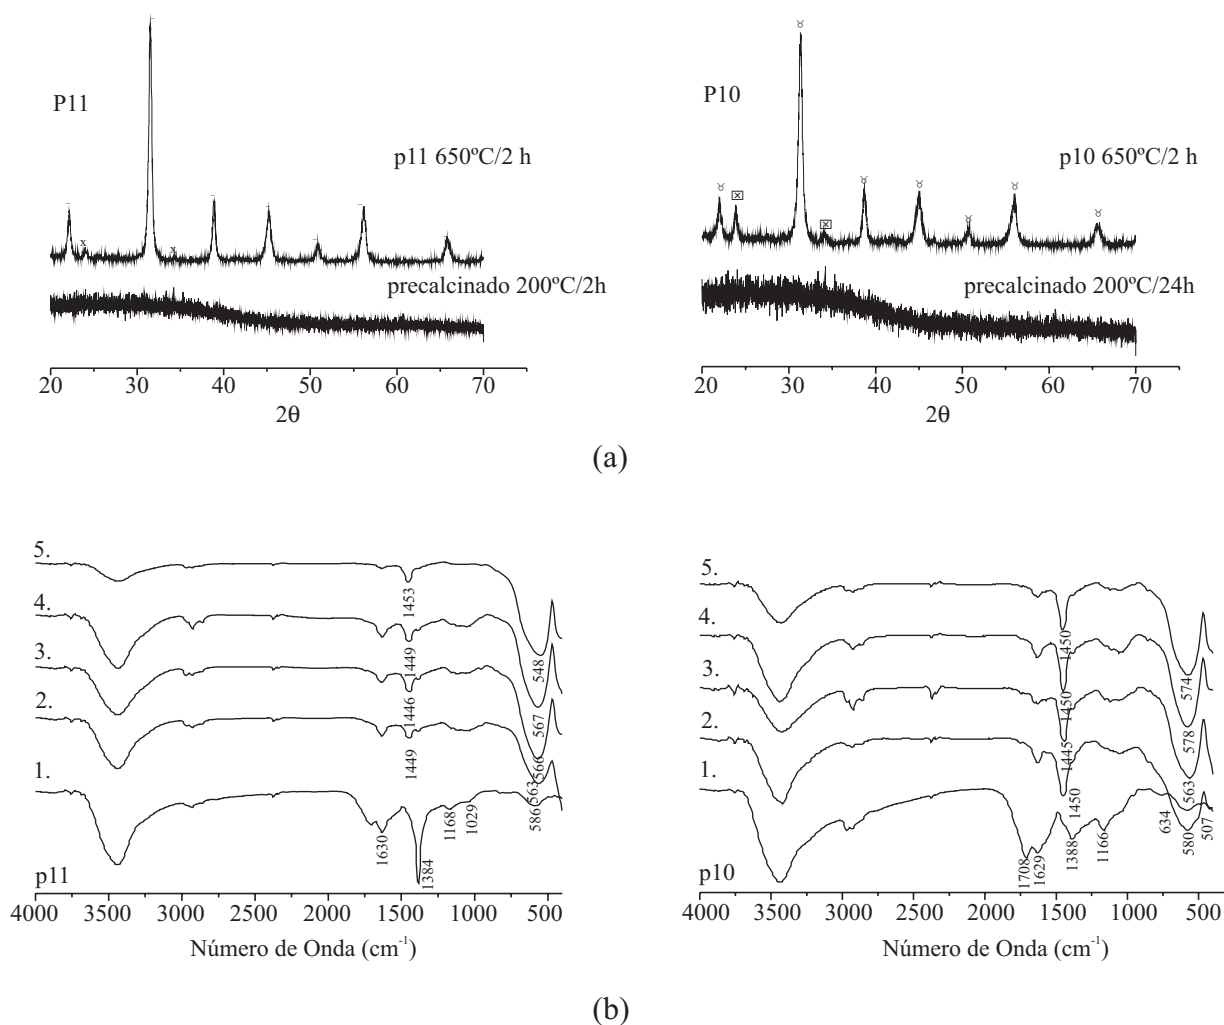 P11
p11 650ºC/2 h
x
x
precalcinado 200ºC/2h
20 30 40 50 60 70
2θ
P10
p10 650ºC/2 h
precalcinado 200ºC/24h
20 30 40 50 60 70
2θ
(a)
5.
4.
3.
2.
1.
p11
1453
1449
1446
1449
548
567
566
563
586
1630
1384
1168
1029
4000 3500 3000 2500 2000 1500 1000 500
Número de Onda (cm⁻¹)
5.
4.
3.
2.
1.
p10
1450
1450
1445
1450
574
578
563
580
507
634
1708
1629
1388
1166
4000 3500 3000 2500 2000 1500 1000 500
Número de Onda (cm⁻¹)
(b)